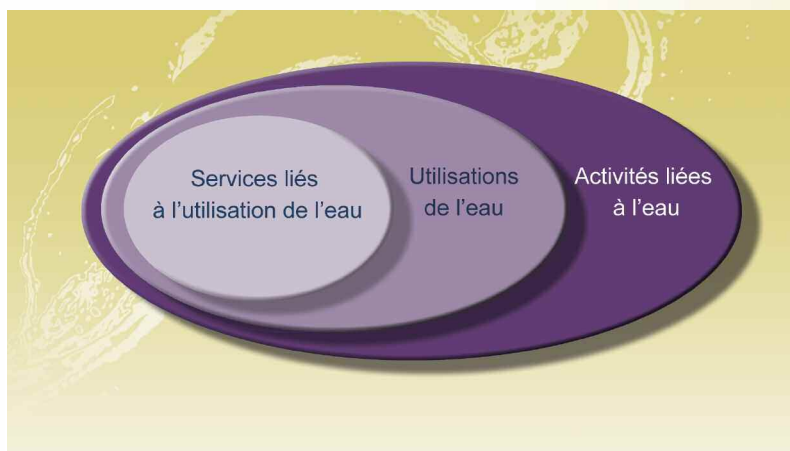 Services liés
à l’utilisation de l’eau
Utilisations
de l’eau
Activités liées
à l’eau